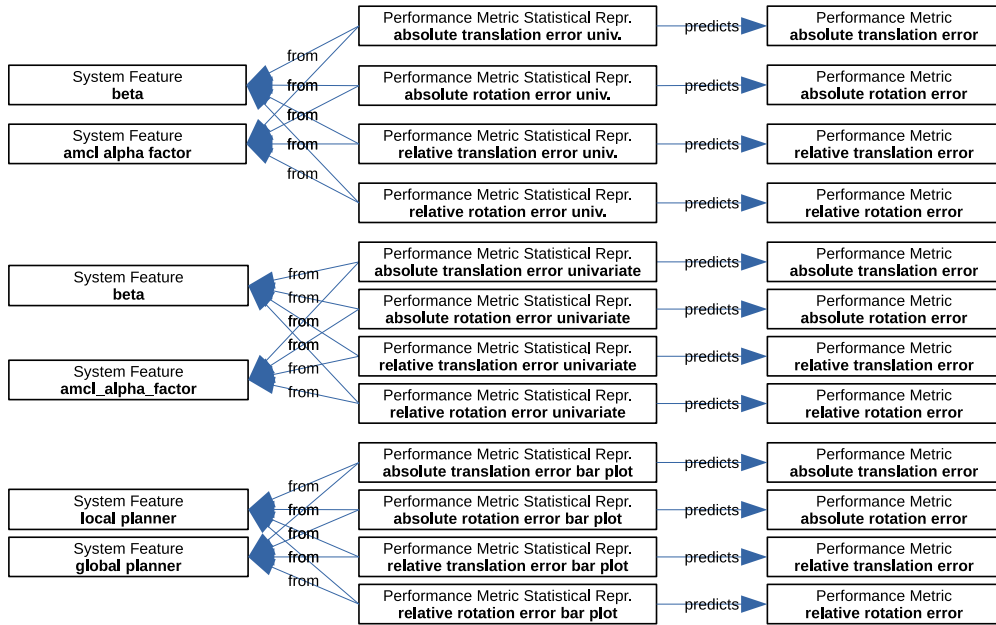 Performance Metric Statistical Repr.
absolute translation error univ.
predicts
Performance Metric
absolute translation error
from
System Feature
beta
from
Performance Metric Statistical Repr.
absolute rotation error univ.
predicts
Performance Metric
absolute rotation error
from
System Feature
amcl alpha factor
from
Performance Metric Statistical Repr.
relative translation error univ.
predicts
Performance Metric
relative translation error
from
Performance Metric Statistical Repr.
relative rotation error univ.
predicts
Performance Metric
relative rotation error
System Feature
beta
from
from
from
from
from
Performance Metric Statistical Repr.
absolute translation error univariate
predicts
Performance Metric
absolute translation error
Performance Metric Statistical Repr.
absolute rotation error univariate
predicts
Performance Metric
absolute rotation error
System Feature
amcl_alpha_factor
Performance Metric Statistical Repr.
relative translation error univariate
predicts
Performance Metric
relative translation error
Performance Metric Statistical Repr.
relative rotation error univariate
predicts
Performance Metric
relative rotation error
Performance Metric Statistical Repr.
absolute translation error bar plot
predicts
Performance Metric
absolute translation error
from
System Feature
local planner
from
Performance Metric Statistical Repr.
absolute rotation error bar plot
predicts
Performance Metric
absolute rotation error
from
System Feature
global planner
from
Performance Metric Statistical Repr.
relative translation error bar plot
predicts
Performance Metric
relative translation error
from
Performance Metric Statistical Repr.
relative rotation error bar plot
predicts
Performance Metric
relative rotation error